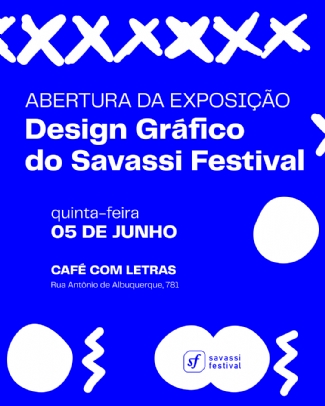 ABERTURA DA EXPOSIÇÃO
Design Gráfico
do Savassi Festival
quinta-feira
05 DE JUNHO
CAFÉ COM LETRAS
Rua Antônio de Albuquerque, 781
sf savassi
festival